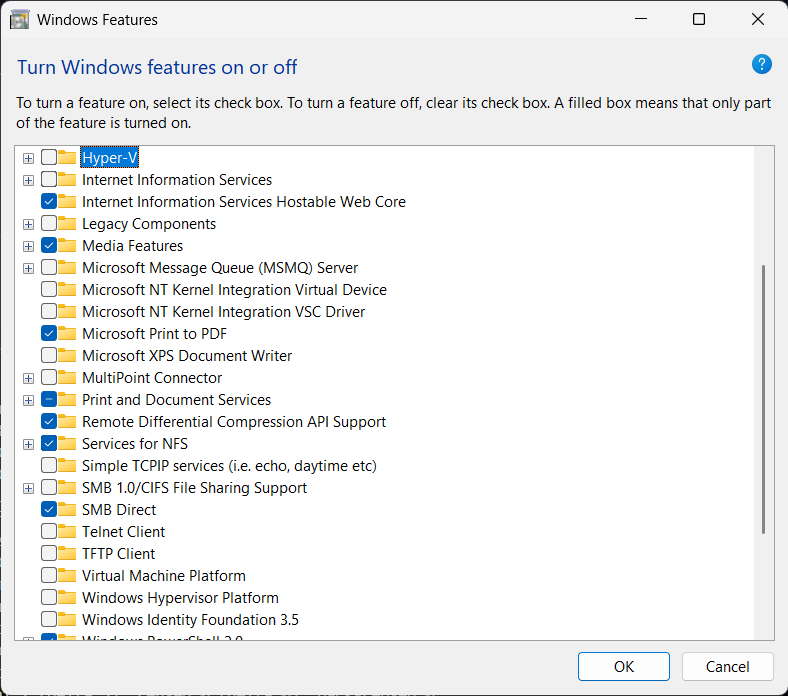 Windows Features
Turn Windows features on or off
?
To turn a feature on, select its check box. To turn a feature off, clear its check box. A filled box means that only part
of the feature is turned on.
Hyper-V
Internet Information Services
Internet Information Services Hostable Web Core
Legacy Components
Media Features
Microsoft Message Queue (MSMQ) Server
Microsoft NT Kernel Integration Virtual Device
Microsoft NT Kernel Integration VSC Driver
Microsoft Print to PDF
Microsoft XPS Document Writer
MultiPoint Connector
Print and Document Services
Remote Differential Compression API Support
Services for NFS
Simple TCPIP services (i.e. echo, daytime etc)
SMB 1.0/CIFS File Sharing Support
SMB Direct
Telnet Client
TFTP Client
Virtual Machine Platform
Windows Hypervisor Platform
Windows Identity Foundation 3.5
Windows PowerShell 2.0
OK
Cancel